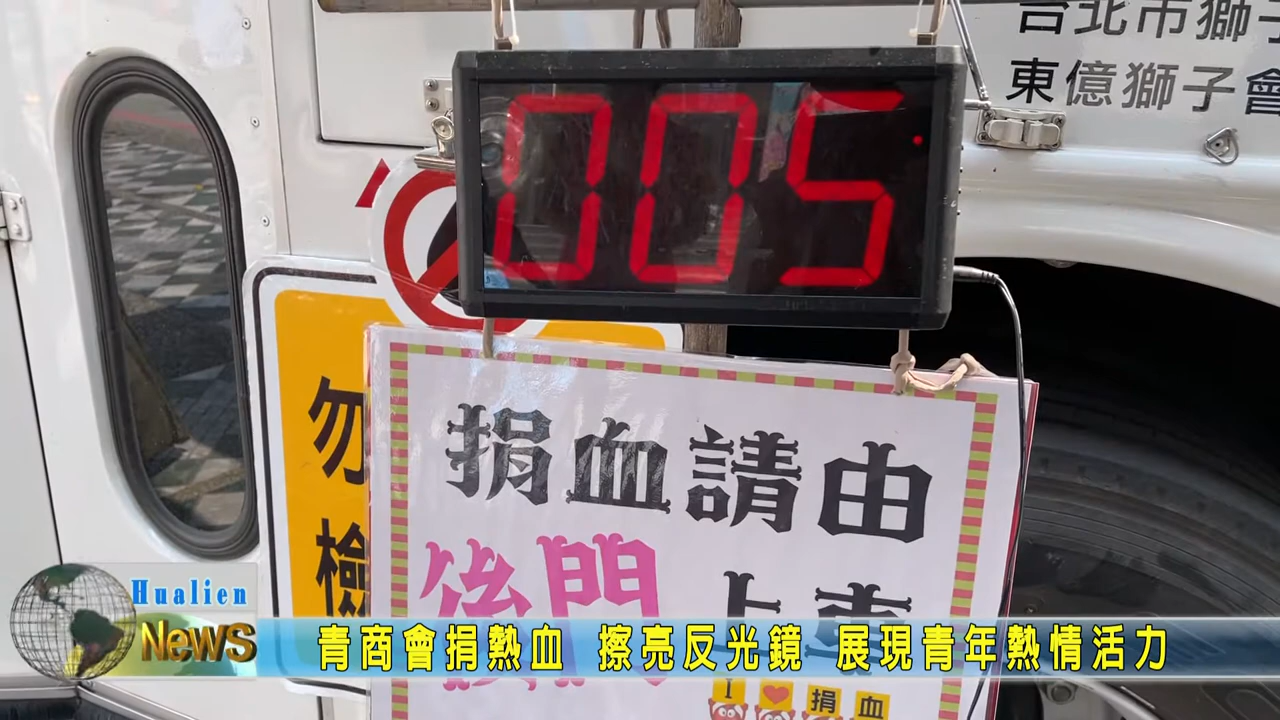 台北市獅子
東億獅子會
005
勿
檢
捐血請由
後門上車
I ❤ 捐血
Hualien
News
青商會捐熱血 擦亮反光鏡 展現青年熱情活力